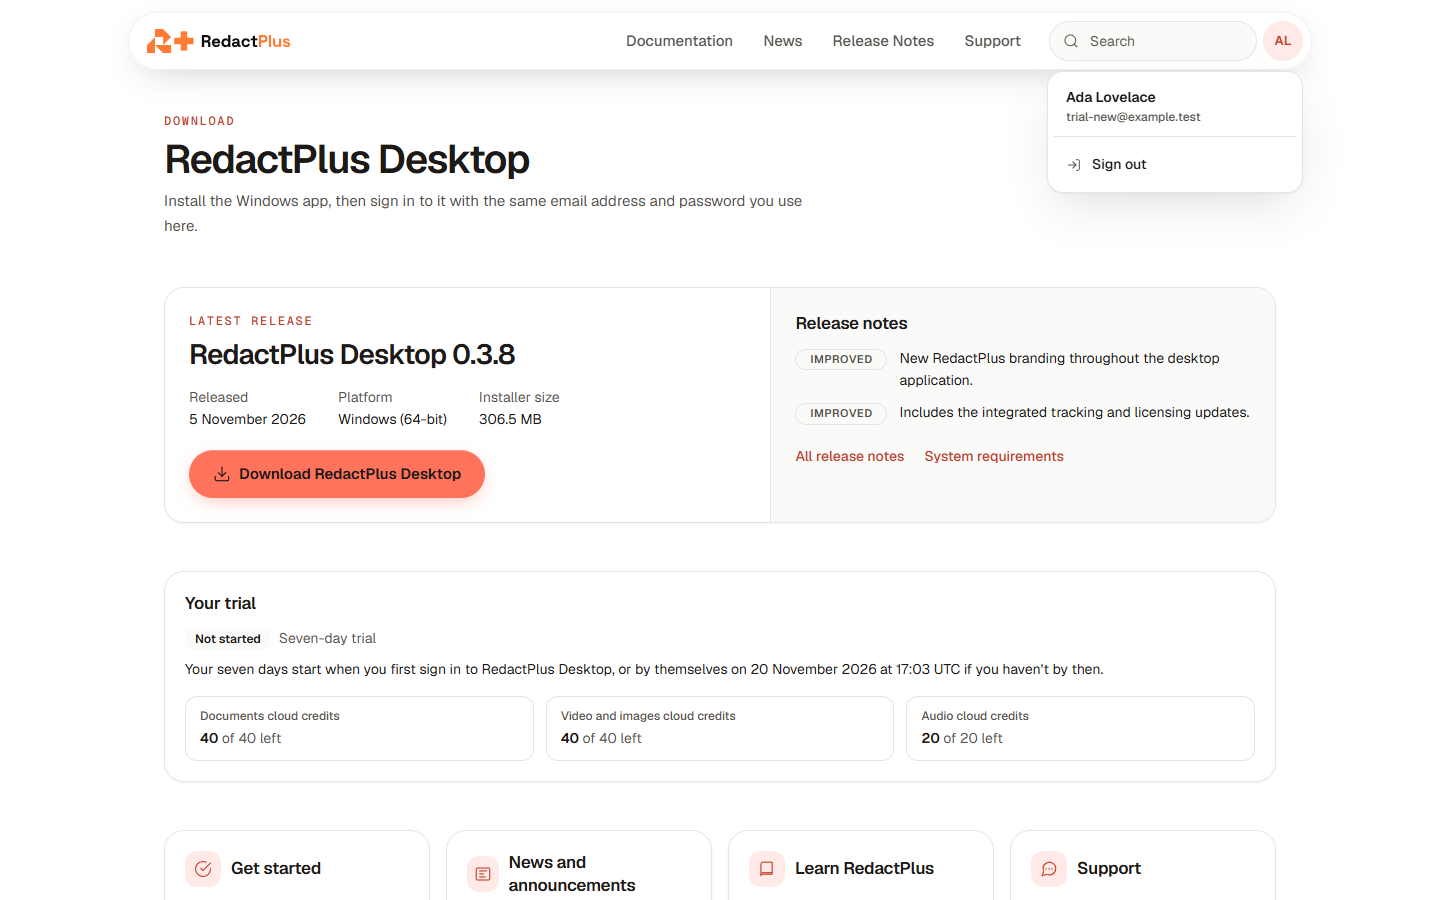 RedactPlus
Documentation
News
Release Notes
Support
Search
AL
Ada Lovelace
trial-new@example.test
Sign out
DOWNLOAD
RedactPlus Desktop
Install the Windows app, then sign in to it with the same email address and password you use
here.
LATEST RELEASE
RedactPlus Desktop 0.3.8
Released
5 November 2026
Platform
Windows (64-bit)
Installer size
306.5 MB
Download RedactPlus Desktop
Release notes
IMPROVED
New RedactPlus branding throughout the desktop
application.
IMPROVED
Includes the integrated tracking and licensing updates.
All release notes
System requirements
Your trial
Not started
Seven-day trial
Your seven days start when you first sign in to RedactPlus Desktop, or by themselves on 20 November 2026 at 17:03 UTC if you haven't by then.
Documents cloud credits
40 of 40 left
Video and images cloud credits
40 of 40 left
Audio cloud credits
20 of 20 left
Get started
News and
announcements
Learn RedactPlus
Support